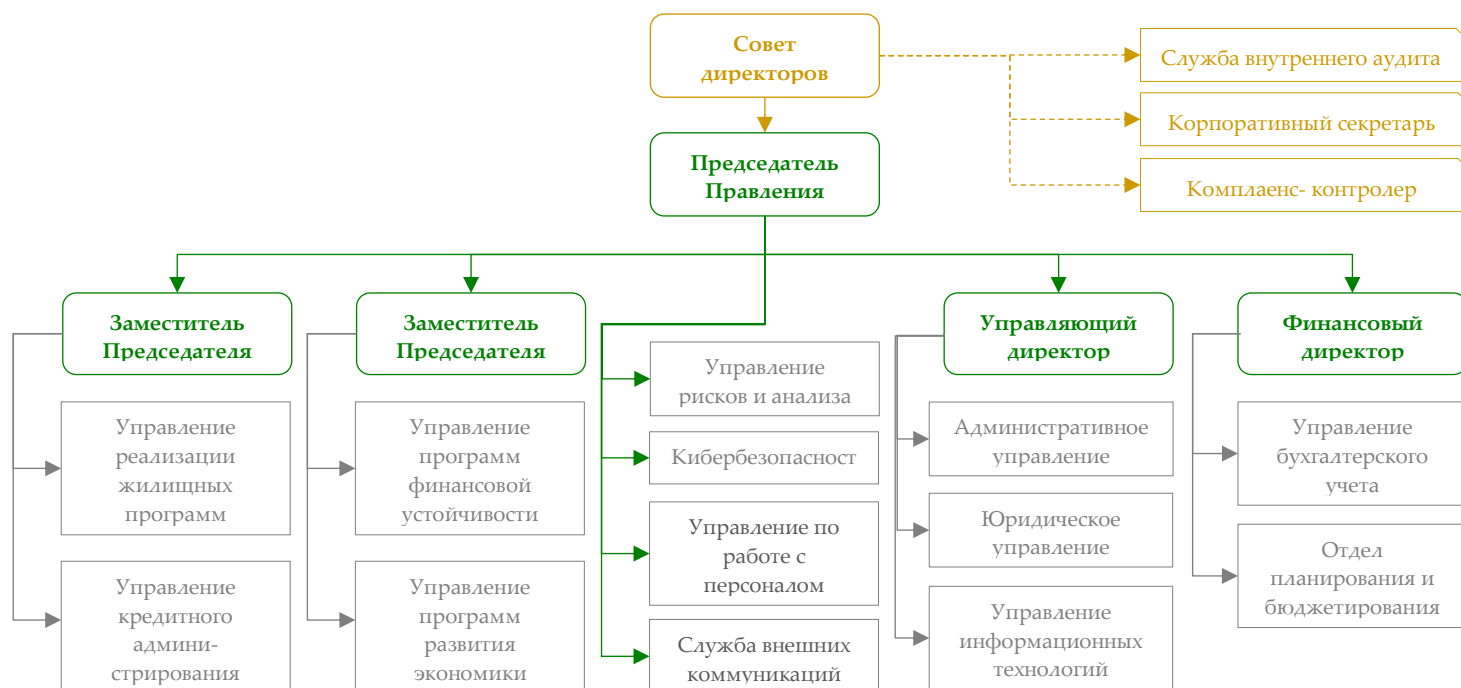 Совет
директоров
Служба внутреннего аудита
Корпоративный секретарь
Комплаенс- контролер
Председатель
Правления
Заместитель
Председателя
Заместитель
Председателя
Управляющий
директор
Финансовый
директор
Управление
реализации
жилищных
программ
Управление
кредитного
админи-
стрирования
Управление
программ
финансовой
устойчивости
Управление
программ
развития
экономики
Управление
рисков и анализа
Кибербезопасност
Управление по
работе с
персоналом
Служба внешних
коммуникаций
Административное
управление
Юридическое
управление
Управление
информационных
технологий
Управление
бухгалтерского
учета
Отдел
планирования и
бюджетирования